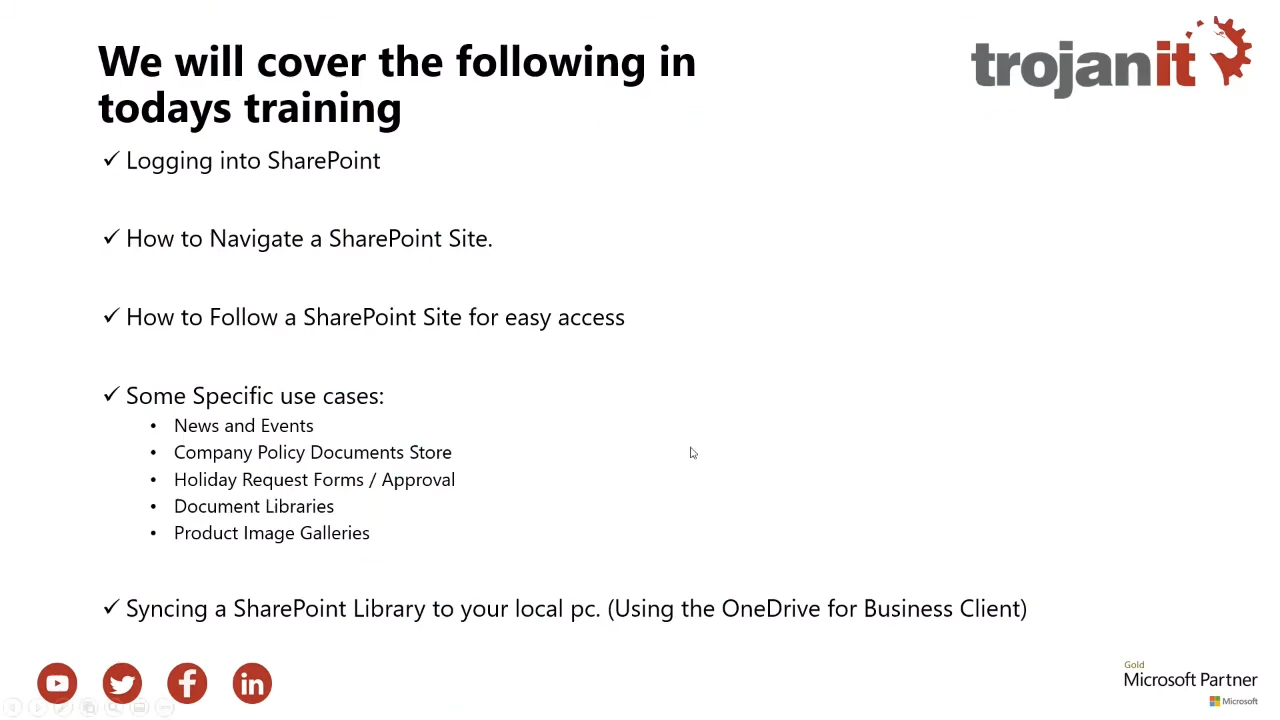 We will cover the following in
todays training
trojanit
✓ Logging into SharePoint
✓ How to Navigate a SharePoint Site.
✓ How to Follow a SharePoint Site for easy access
✓ Some Specific use cases:
• News and Events
• Company Policy Documents Store
• Holiday Request Forms / Approval
• Document Libraries
• Product Image Galleries
✓ Syncing a SharePoint Library to your local pc. (Using the OneDrive for Business Client)
Gold
Microsoft Partner
Microsoft